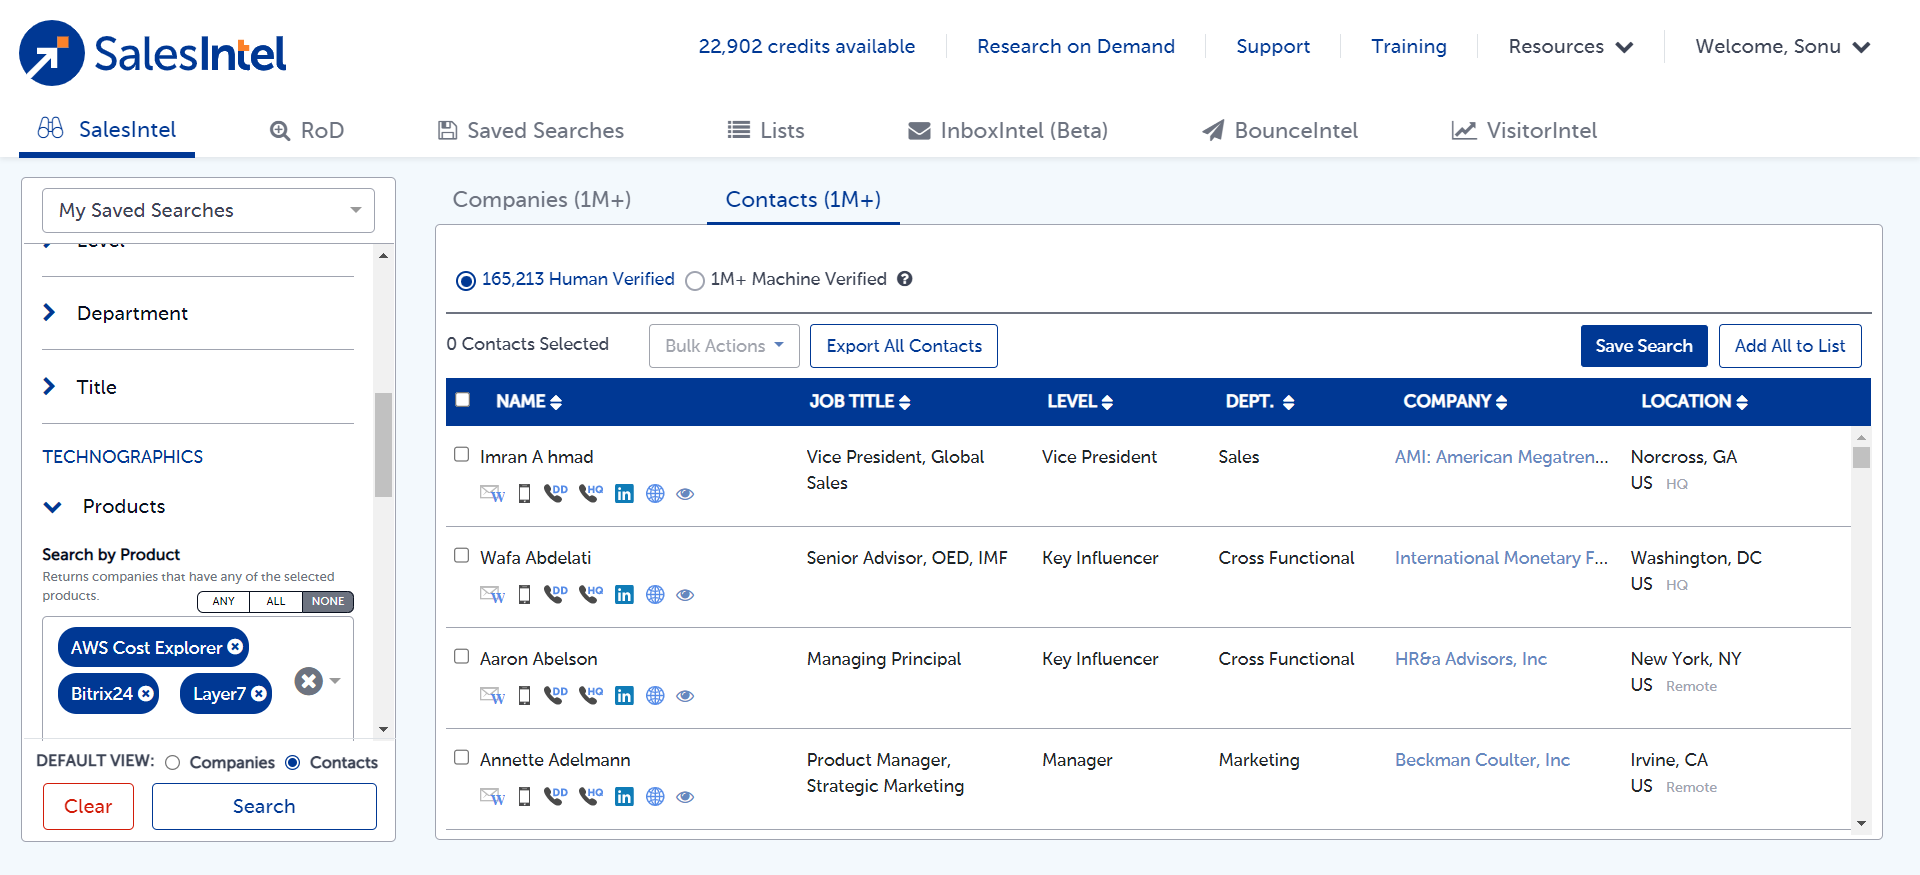 SalesIntel
22,902 credits available
Research on Demand
Support
Training
Resources
Welcome, Sonu
SalesIntel
RoD
Saved Searches
Lists
InboxIntel (Beta)
BounceIntel
VisitorIntel
My Saved Searches
Level
Department
Title
TECHNOGRAPHICS
Products
Search by Product
Returns companies that have any of the selected
products.
ANY ALL NONE
AWS Cost Explorer
Bitrix24 Layer7
DEFAULT VIEW: Companies Contacts
Clear Search
Companies (1M+) Contacts (1M+)
165,213 Human Verified 1M+ Machine Verified ?
0 Contacts Selected Bulk Actions Export All Contacts Save Search Add All to List
NAME JOB TITLE LEVEL DEPT. COMPANY LOCATION
Imran A hmad Vice President, Global Vice President Sales AMI: American Megatren... Norcross, GA
Sales US HQ
W DD HQ in
Wafa Abdelati Senior Advisor, OED, IMF Key Influencer Cross Functional International Monetary F... Washington, DC
US HQ
W DD HQ in
Aaron Abelson Managing Principal Key Influencer Cross Functional HR&a Advisors, Inc New York, NY
US Remote
W DD HQ in
Annette Adelmann Product Manager, Manager Marketing Beckman Coulter, Inc Irvine, CA
Strategic Marketing US Remote
W DD HQ in